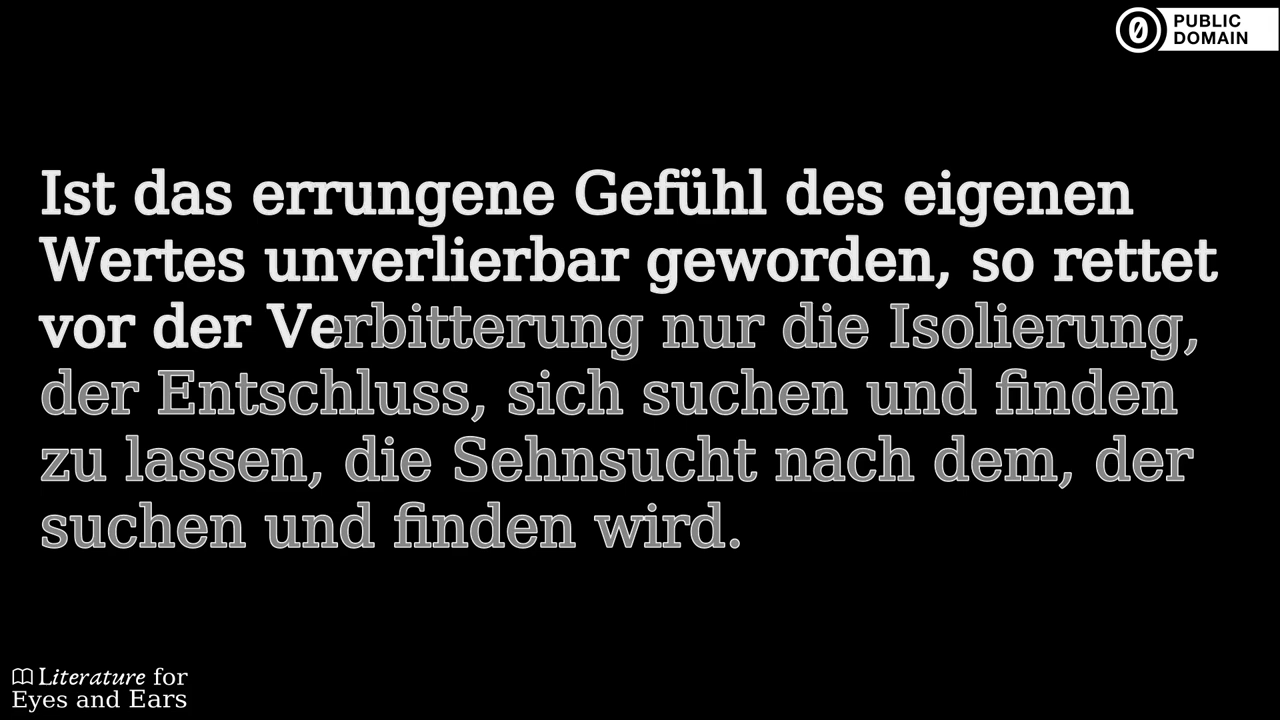 PUBLIC
DOMAIN
Ist das errungene Gefühl des eigenen
Wertes unverlierbar geworden, so rettet
vor der Verbitterung nur die Isolierung,
der Entschluss, sich suchen und finden
zu lassen, die Sehnsucht nach dem, der
suchen und finden wird.
Literature for
Eyes and Ears